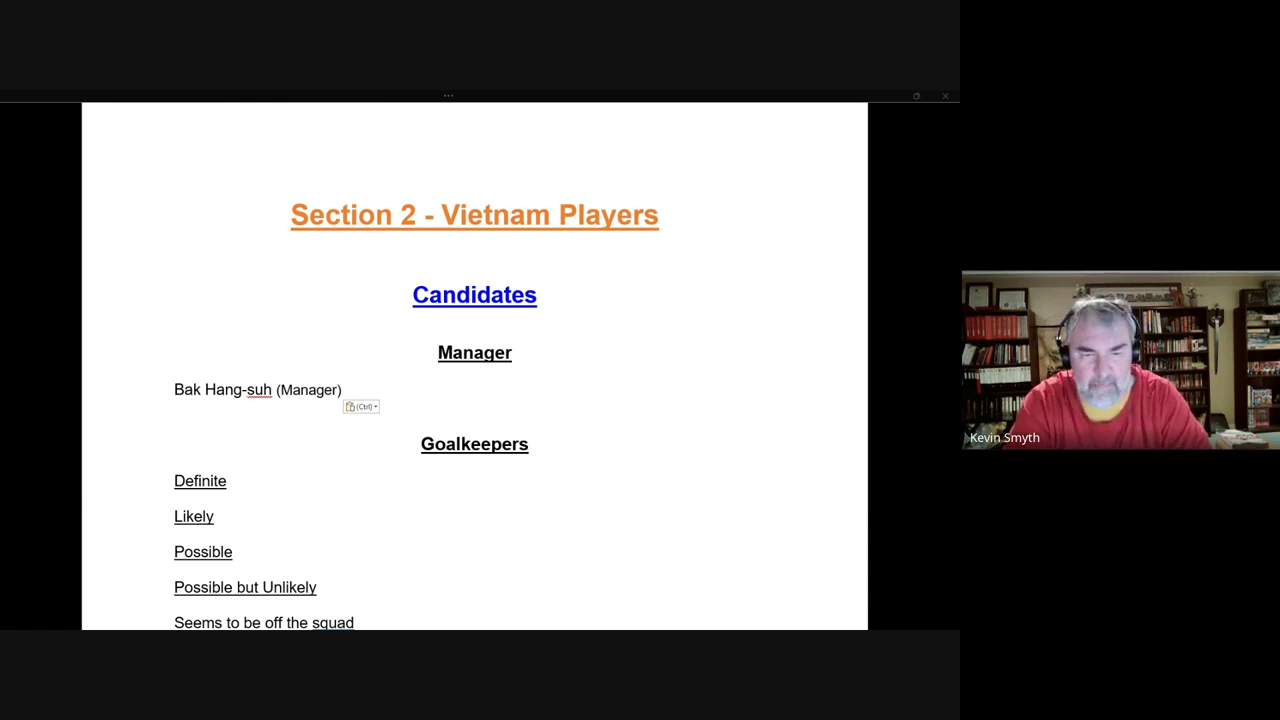 Section 2 - Vietnam Players
Candidates
Manager
Bak Hang-suh (Manager)
(Ctrl)
Goalkeepers
Definite
Likely
Possible
Possible but Unlikely
Seems to be off the squad
Kevin Smyth